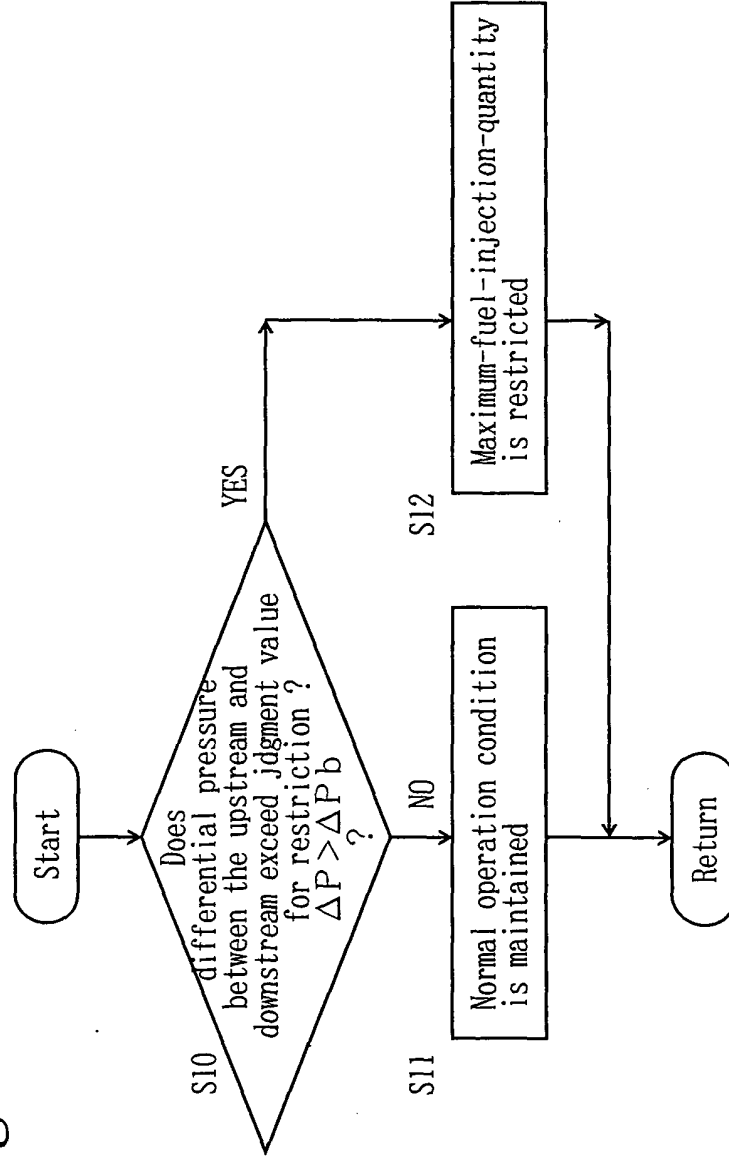 Start
S10
Does
differential pressure
between the upstream and
downstream exceed jdgment value
for restriction ?
ΔP>ΔPb
?
YES
NO
S11
Normal operation condition
is maintained
S12
Maximum-fuel-injection-quantity
is restricted
Return